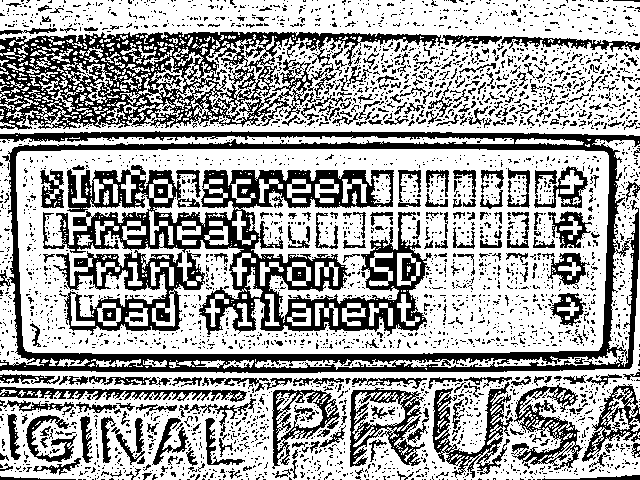 Info screen →
Preheat →
Print from SD →
Load filament →
IGINAL PRUSA